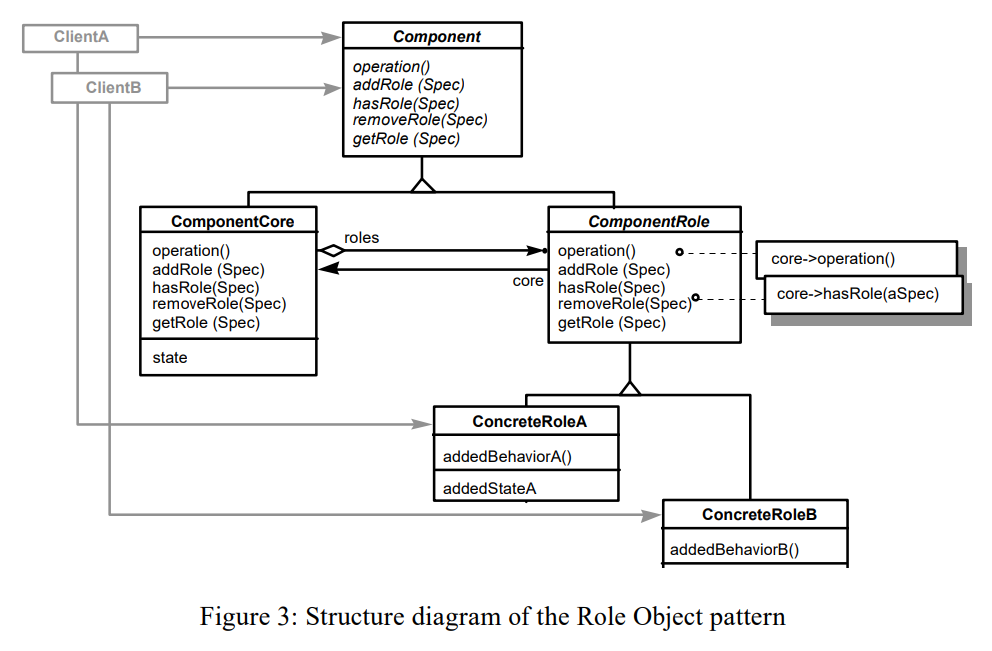 ClientA
ClientB
Component
operation()
addRole (Spec)
hasRole(Spec)
removeRole(Spec)
getRole (Spec)
ComponentCore
operation()
addRole (Spec)
hasRole(Spec)
removeRole(Spec)
getRole (Spec)
state
roles
core
ComponentRole
operation()
addRole (Spec)
hasRole(Spec)
removeRole(Spec)
getRole (Spec)
core->operation()
core->hasRole(aSpec)
ConcreteRoleA
addedBehaviorA()
addedStateA
ConcreteRoleB
addedBehaviorB()
Figure 3: Structure diagram of the Role Object pattern